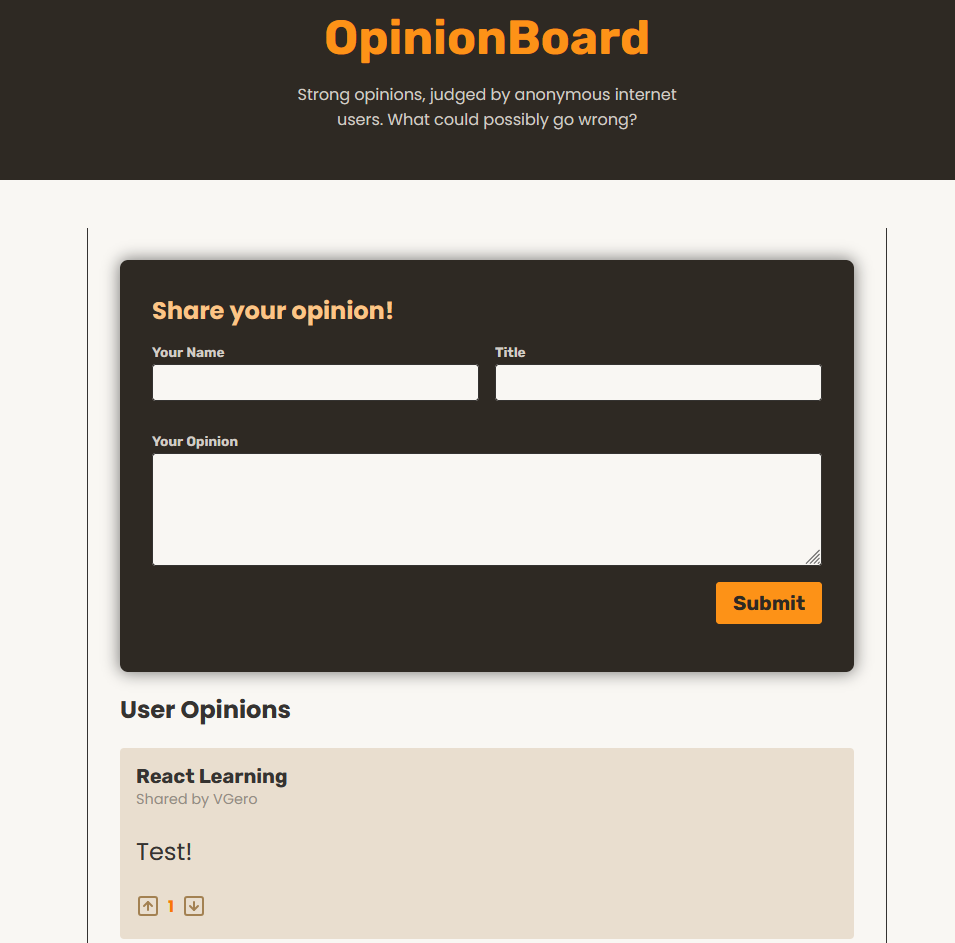 OpinionBoard
Strong opinions, judged by anonymous internet
users. What could possibly go wrong?
Share your opinion!
Your Name
Title
Your Opinion
Submit
User Opinions
React Learning
Shared by VGero
Test!
1